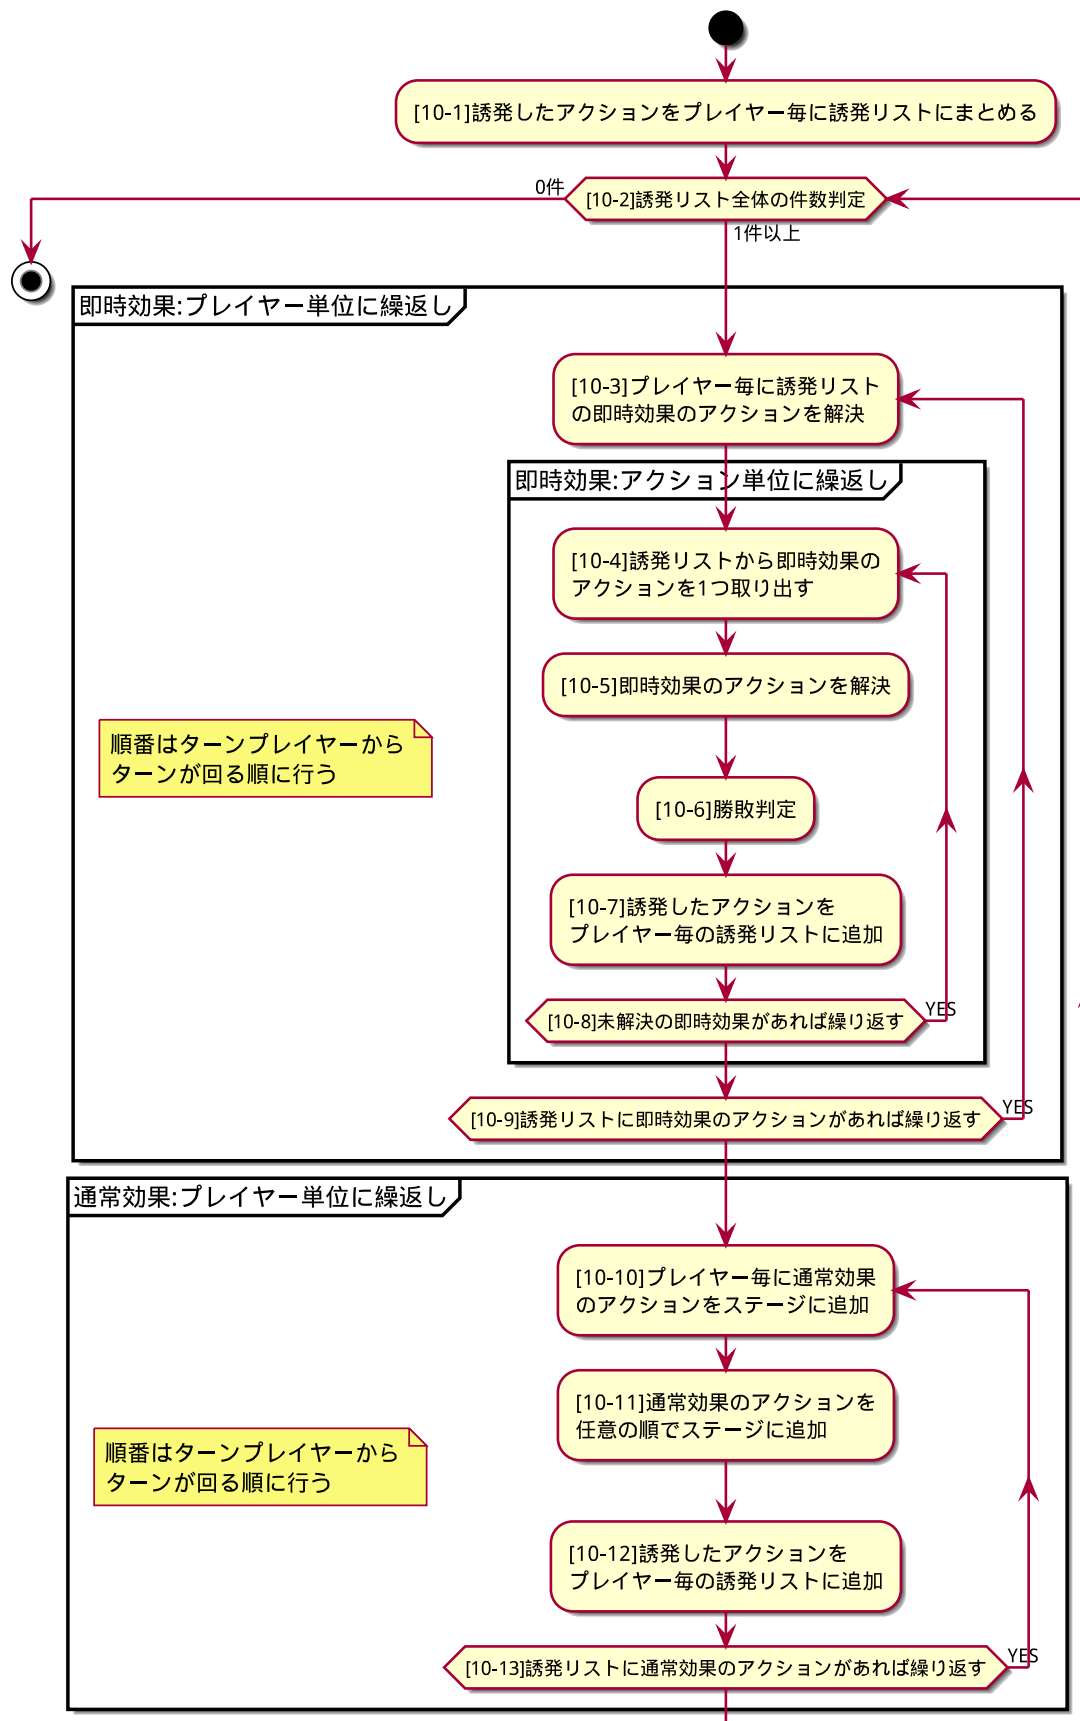 [10-1]誘発したアクションをプレイヤー毎に誘発リストにまとめる
0件
[10-2]誘発リスト全体の件数判定
1件以上
即時効果:プレイヤー単位に繰返し
[10-3]プレイヤー毎に誘発リスト
の即時効果のアクションを解決
即時効果:アクション単位に繰返し
[10-4]誘発リストから即時効果の
アクションを1つ取り出す
[10-5]即時効果のアクションを解決
順番はターンプレイヤーから
ターンが回る順に行う
[10-6]勝敗判定
[10-7]誘発したアクションを
プレイヤー毎の誘発リストに追加
[10-8]未解決の即時効果があれば繰り返す
YES
[10-9]誘発リストに即時効果のアクションがあれば繰り返す
YES
通常効果:プレイヤー単位に繰返し
[10-10]プレイヤー毎に通常効果
のアクションをステージに追加
[10-11]通常効果のアクションを
任意の順でステージに追加
順番はターンプレイヤーから
ターンが回る順に行う
[10-12]誘発したアクションを
プレイヤー毎の誘発リストに追加
[10-13]誘発リストに通常効果のアクションがあれば繰り返す
YES